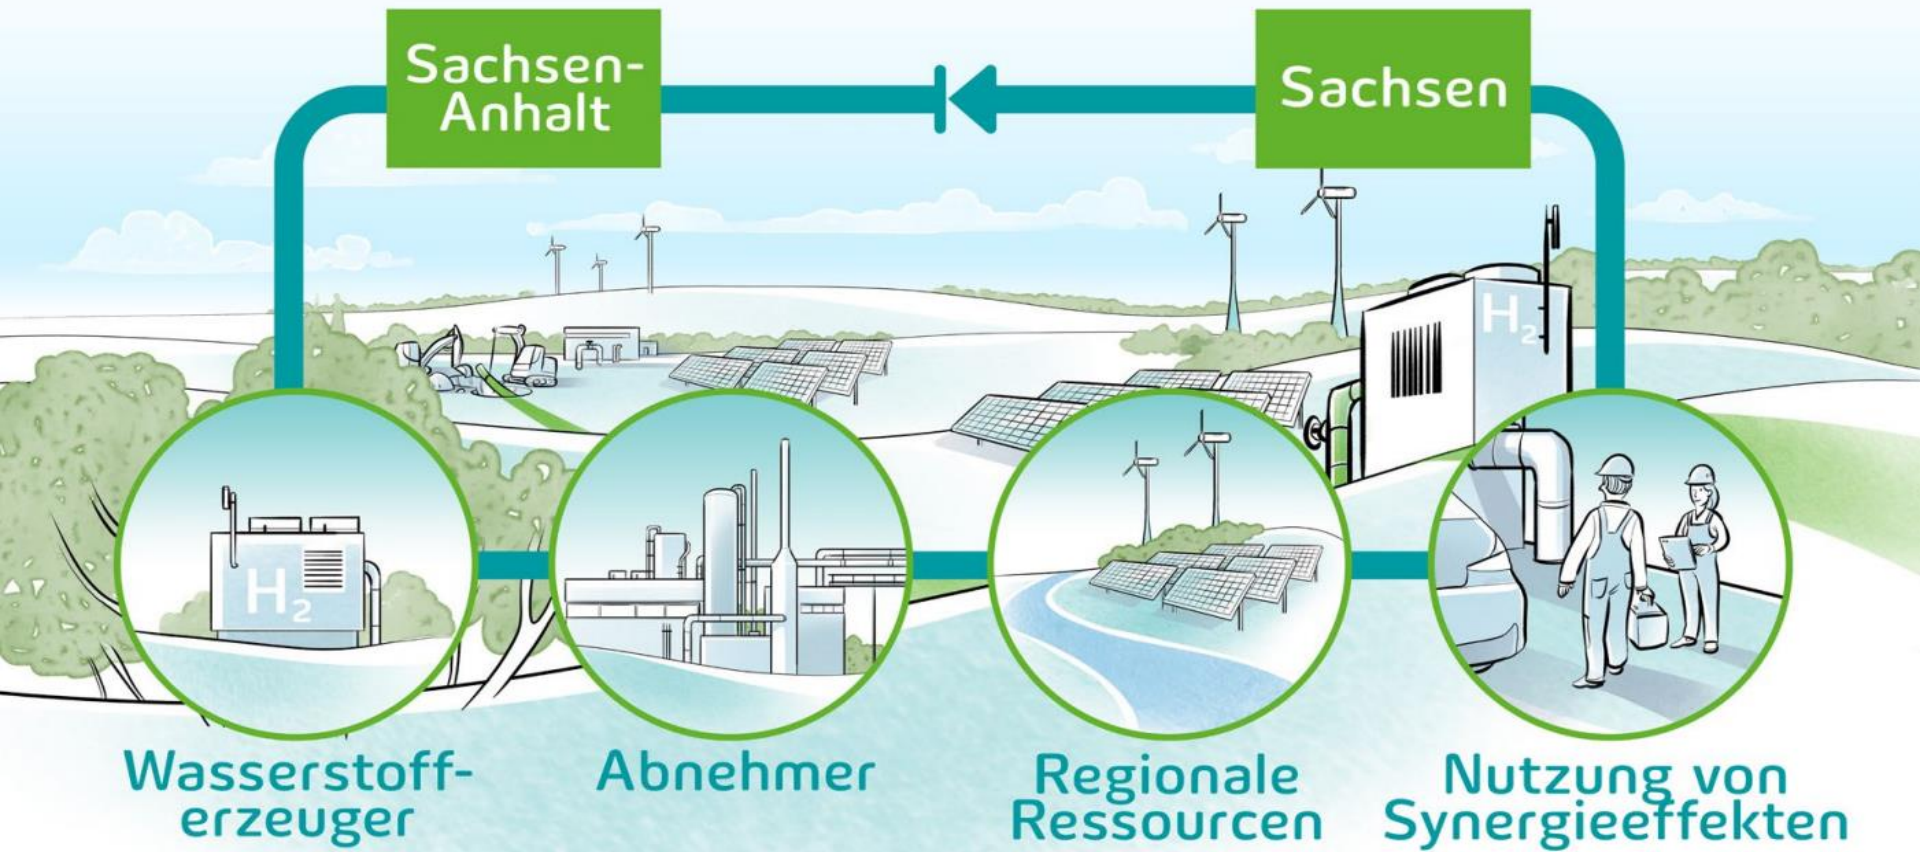 Sachsen-
Anhalt
Sachsen
H₂
H₂
Wasserstoff-
erzeuger
Abnehmer
Regionale
Ressourcen
Nutzung von
Synergieeffekten